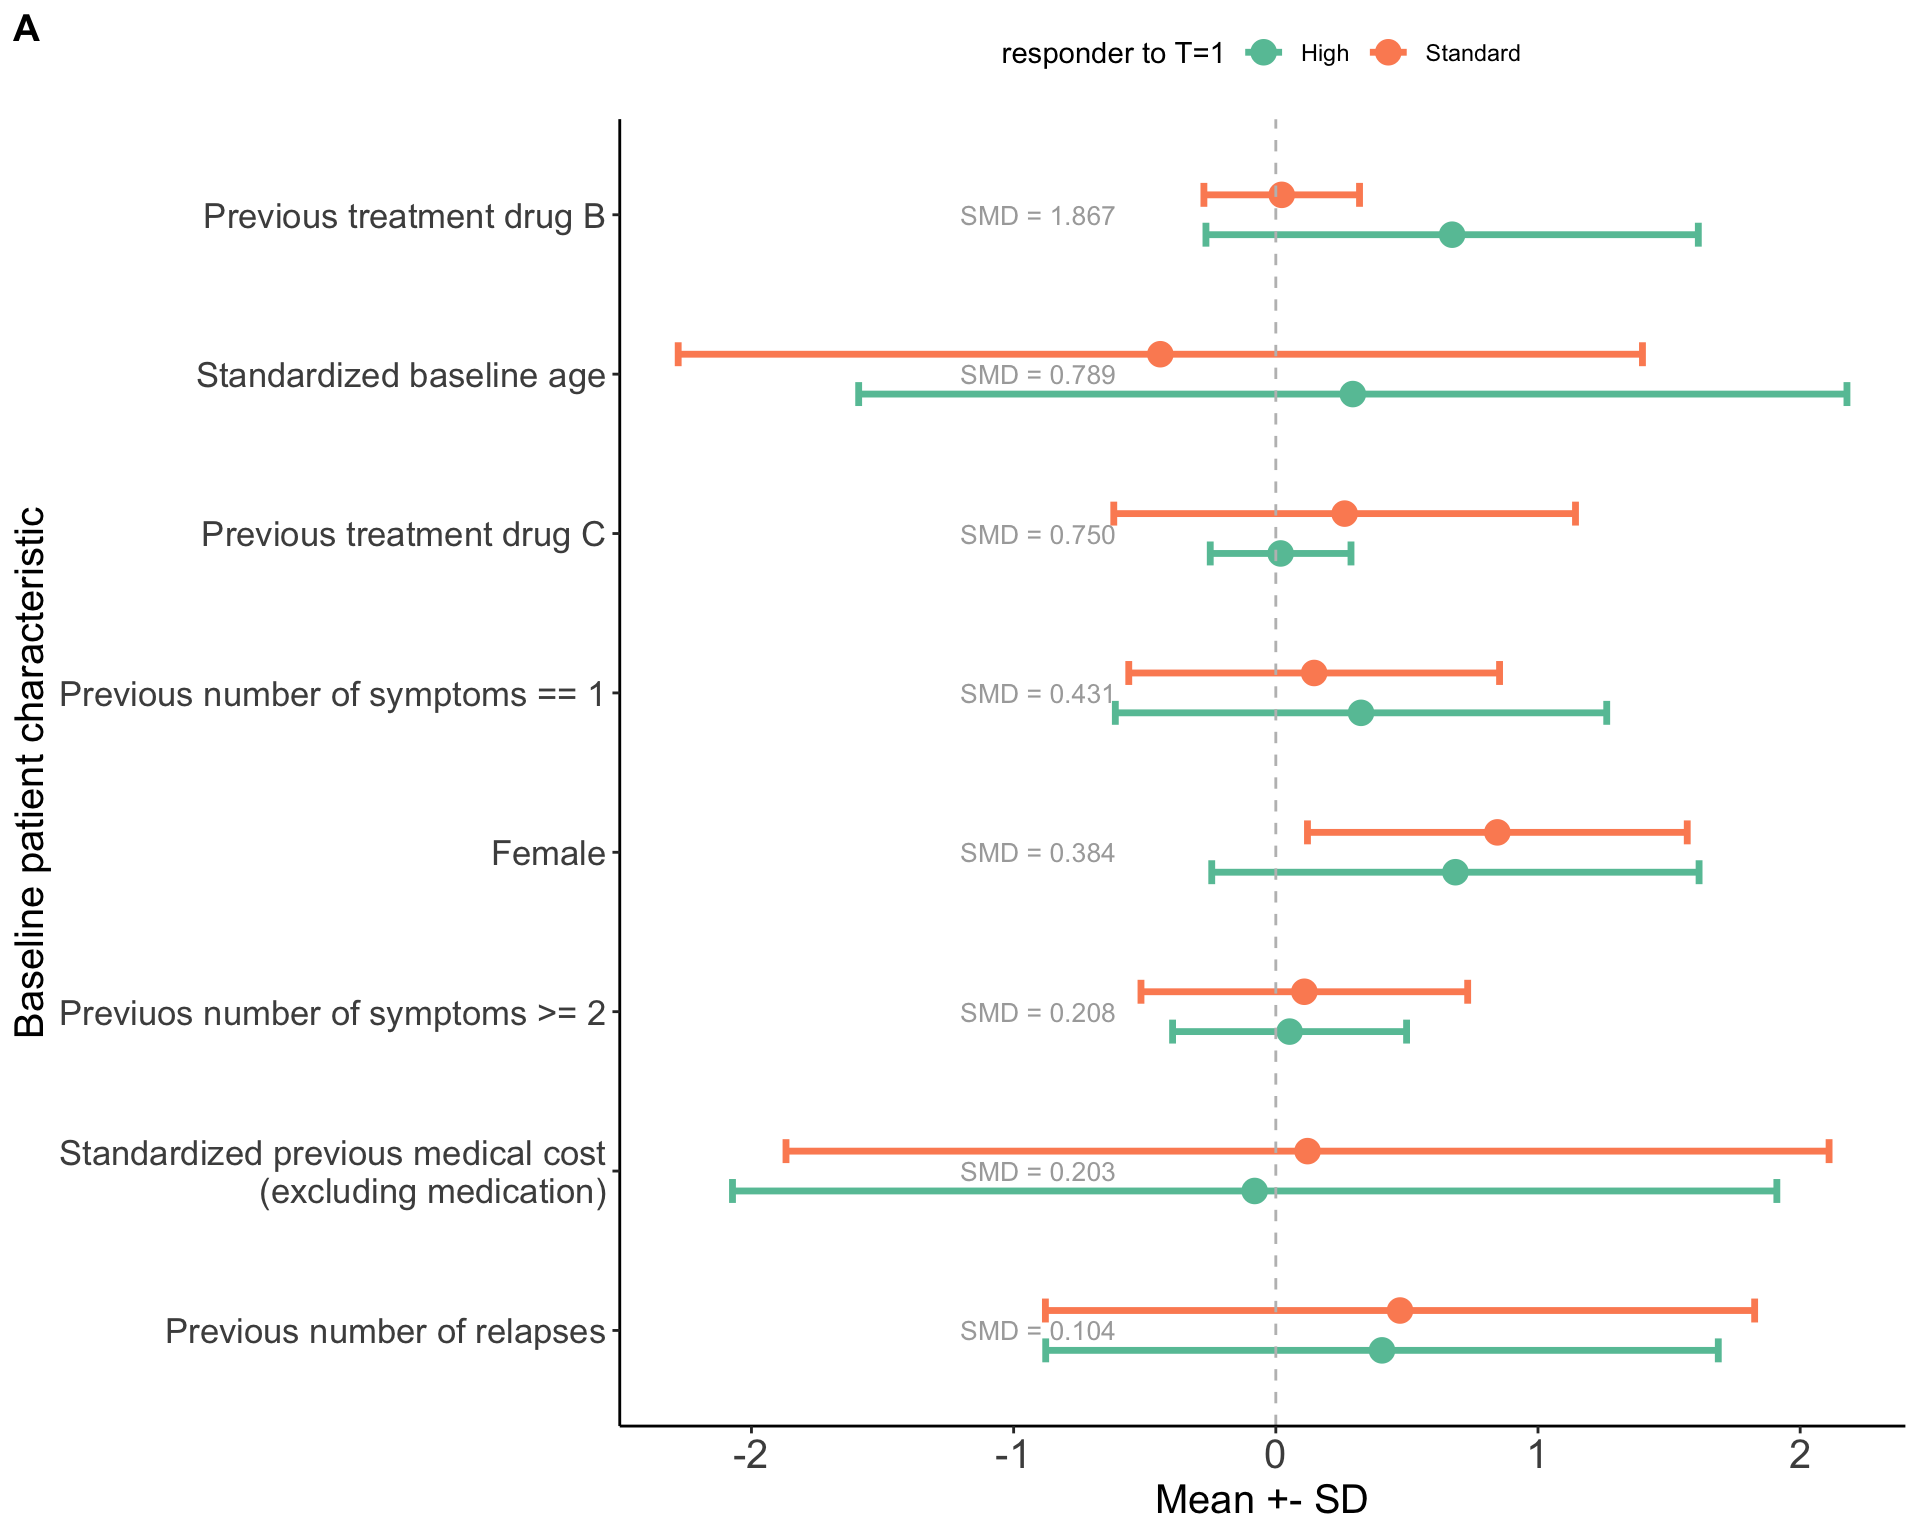 A
responder to T=1 High Standard
Previous treatment drug B
SMD = 1.867
Standardized baseline age
SMD = 0.789
Previous treatment drug C
SMD = 0.750
Previous number of symptoms == 1
SMD = 0.431
Female
SMD = 0.384
Previuos number of symptoms >= 2
SMD = 0.208
Standardized previous medical cost
(excluding medication)
SMD = 0.203
Previous number of relapses
SMD = 0.104
Baseline patient characteristic
-2 -1 0 1 2
Mean +- SD